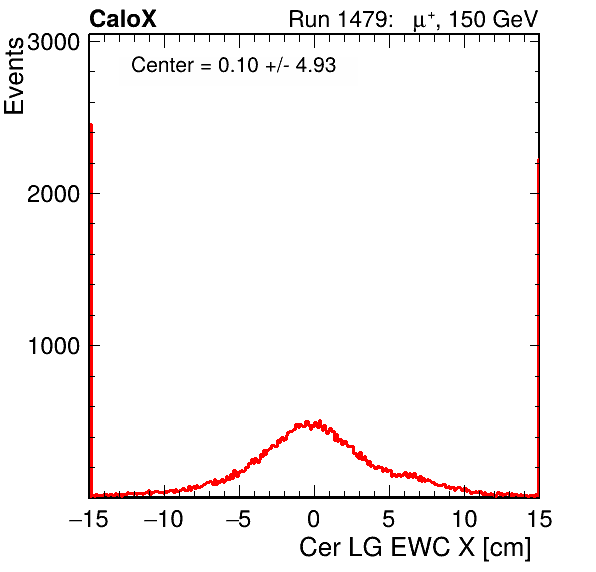 CaloX Run 1479: μ⁺, 150 GeV
Center = 0.10 +/- 4.93
Events
3000
2000
1000
−15 −10 −5 0 5 10 15
Cer LG EWC X [cm]